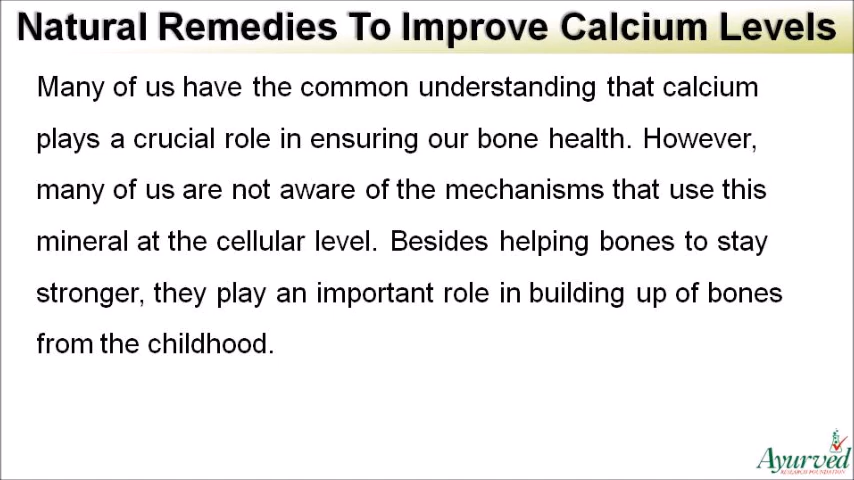 Natural Remedies To Improve Calcium Levels
Many of us have the common understanding that calcium
plays a crucial role in ensuring our bone health. However,
many of us are not aware of the mechanisms that use this
mineral at the cellular level. Besides helping bones to stay
stronger, they play an important role in building up of bones
from the childhood.
Ayurved
RESEARCH FOUNDATION